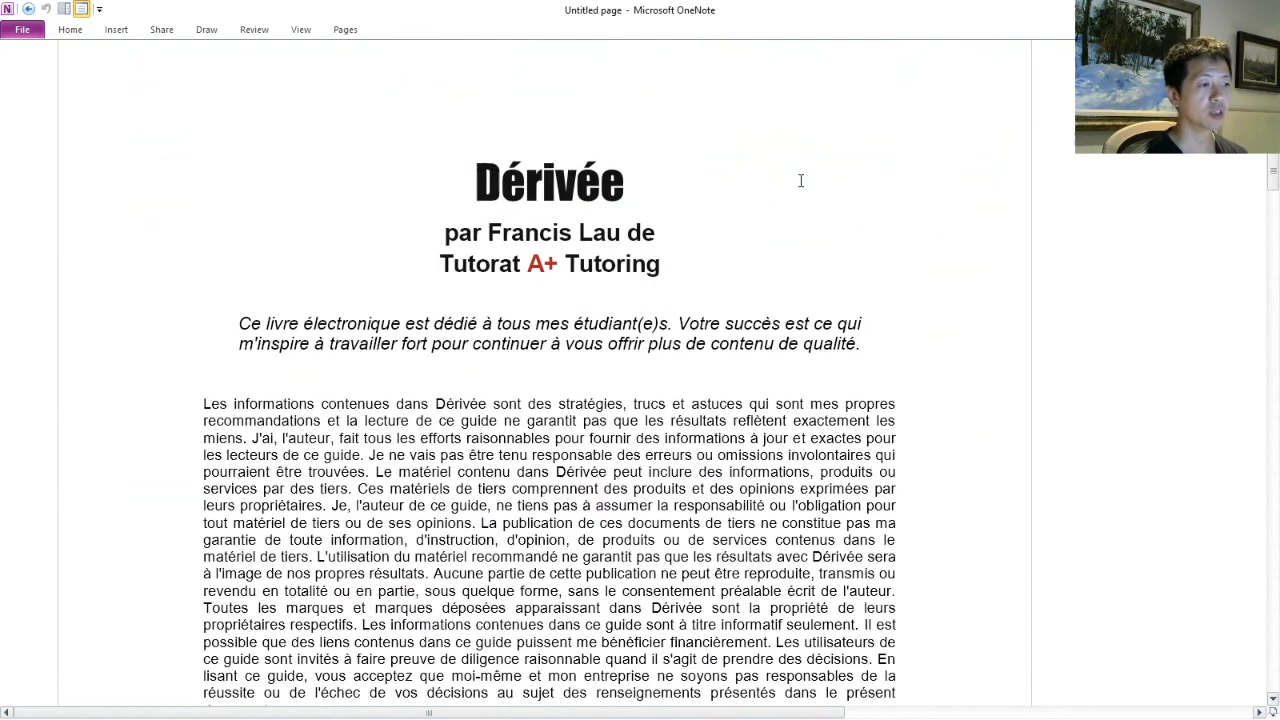 Untitled page - Microsoft OneNote
File Home Insert Share Draw Review View Pages
Dérivée
par Francis Lau de
Tutorat A+ Tutoring
Ce livre électronique est dédié à tous mes étudiant(e)s. Votre succès est ce qui
m'inspire à travailler fort pour continuer à vous offrir plus de contenu de qualité.
Les informations contenues dans Dérivée sont des stratégies, trucs et astuces qui sont mes propres
recommandations et la lecture de ce guide ne garantit pas que les résultats reflètent exactement les
miens. J'ai, l'auteur, fait tous les efforts raisonnables pour fournir des informations à jour et exactes pour
les lecteurs de ce guide. Je ne vais pas être tenu responsable des erreurs ou omissions involontaires qui
pourraient être trouvées. Le matériel contenu dans Dérivée peut inclure des informations, produits ou
services par des tiers. Ces matériels de tiers comprennent des produits et des opinions exprimées par
leurs propriétaires. Je, l'auteur de ce guide, ne tiens pas à assumer la responsabilité ou l'obligation pour
tout matériel de tiers ou de ses opinions. La publication de ces documents de tiers ne constitue pas ma
garantie de toute information, d'instruction, d'opinion, de produits ou de services contenus dans le
matériel de tiers. L'utilisation du matériel recommandé ne garantit pas que les résultats avec Dérivée sera
à l'image de nos propres résultats. Aucune partie de cette publication ne peut être reproduite, transmis ou
revendu en totalité ou en partie, sous quelque forme, sans le consentement préalable écrit de l'auteur.
Toutes les marques et marques déposées apparaissant dans Dérivée sont la propriété de leurs
propriétaires respectifs. Les informations contenues dans ce guide sont à titre informatif seulement. Il est
possible que des liens contenus dans ce guide puissent me bénéficier financièrement. Les utilisateurs de
ce guide sont invités à faire preuve de diligence raisonnable quand il s'agit de prendre des décisions. En
lisant ce guide, vous acceptez que moi-même et mon entreprise ne soyons pas responsables de la
réussite ou de l'échec de vos décisions au sujet des renseignements présentés dans le présent